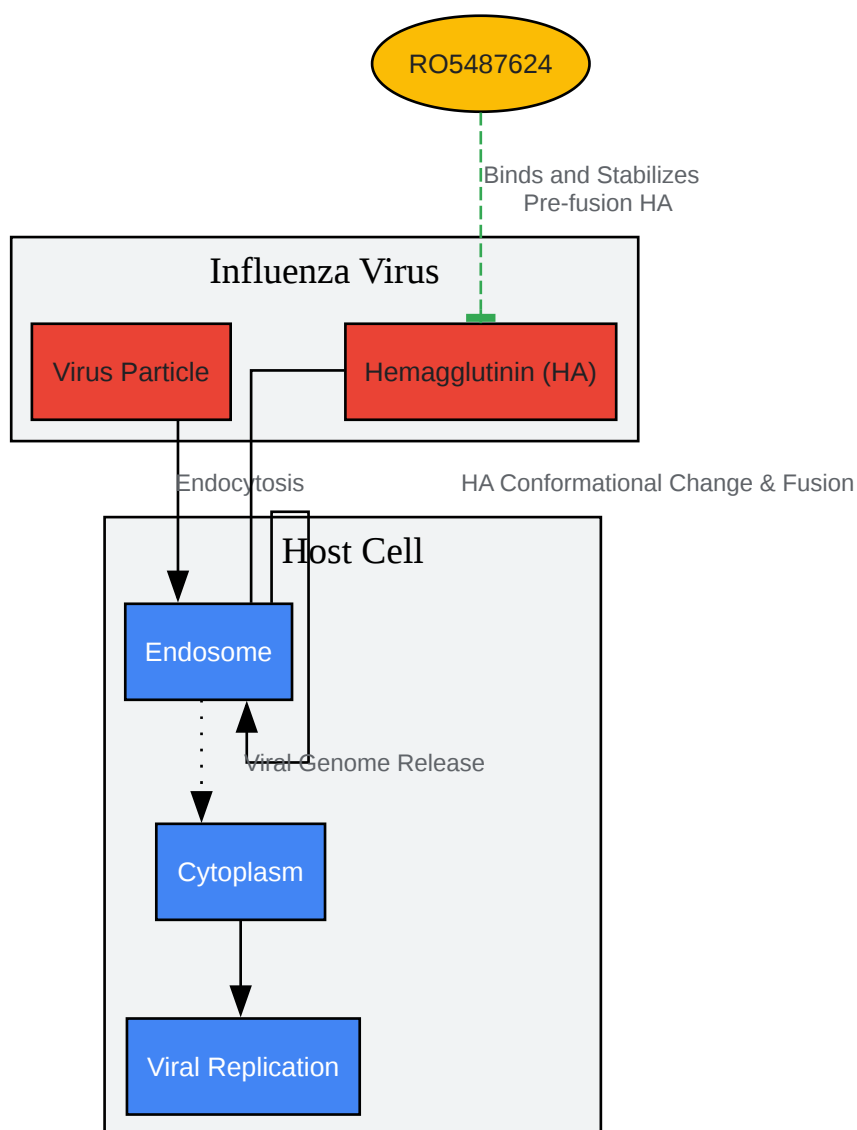 RO5487624
Binds and Stabilizes
Pre-fusion HA
Influenza Virus
Virus Particle
Hemagglutinin (HA)
Endocytosis
HA Conformational Change & Fusion
Host Cell
Endosome
Viral Genome Release
Cytoplasm
Viral Replication